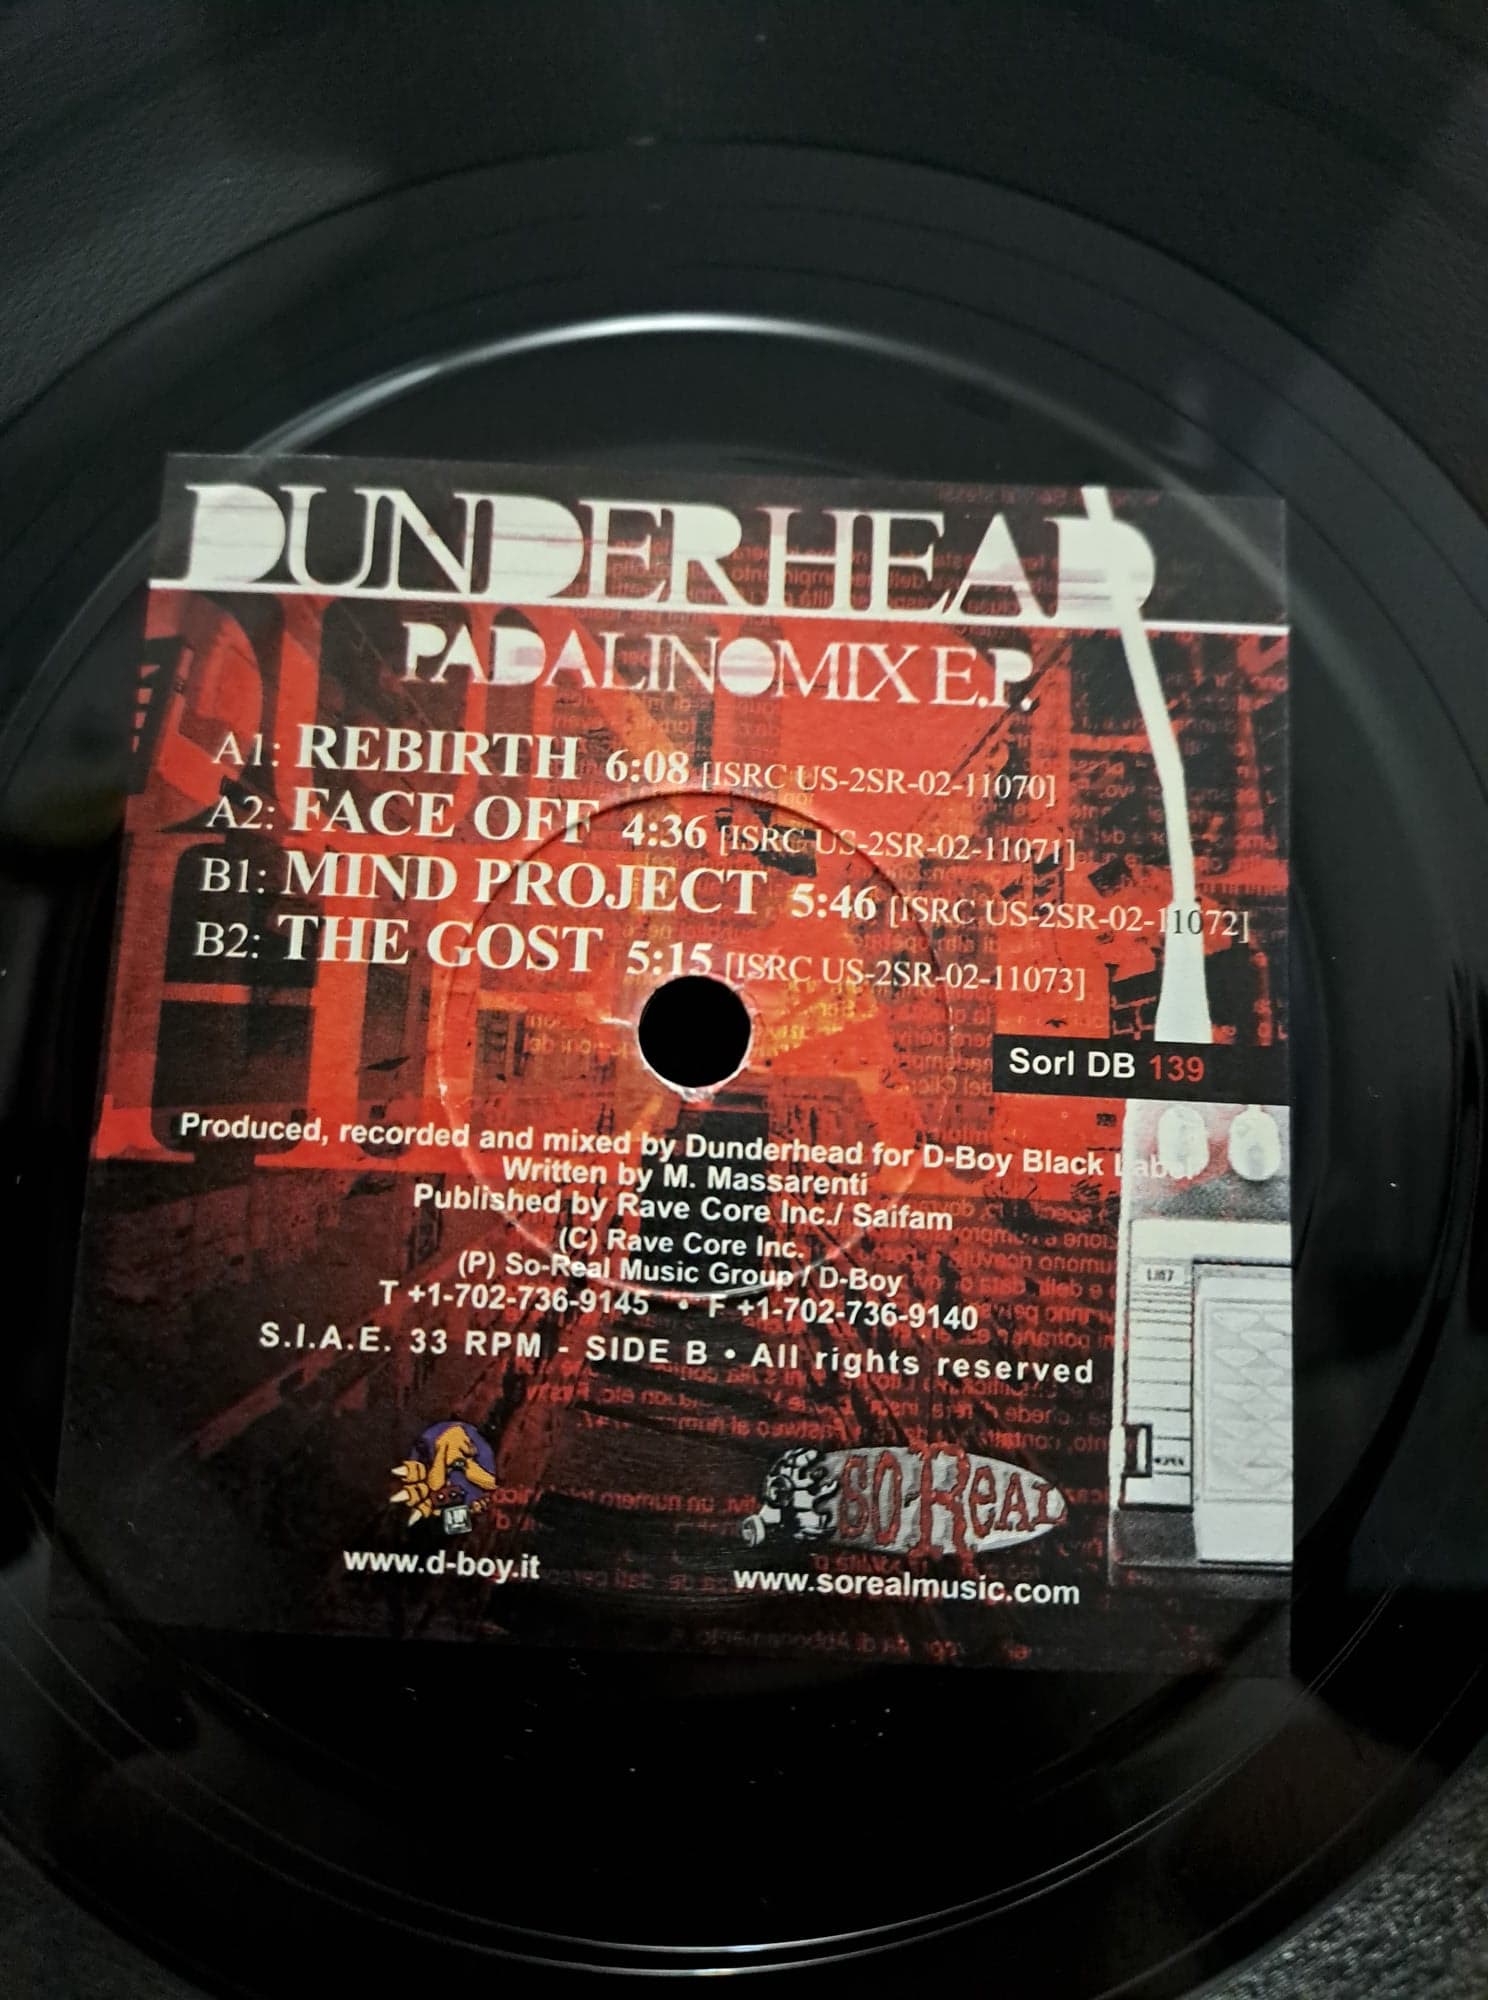 DUNDERHEAD
PADALINOMIX E.P.
A1: REBIRTH 6:08 [ISRC US-2SR-02-11070]
A2: FACE OFF 4:36 [ISRC US-2SR-02-11071]
B1: MIND PROJECT 5:46 [ISRC US-2SR-02-11072]
B2: THE GOST 5:15 [ISRC US-2SR-02-11073]
Sorl DB 139
Produced, recorded and mixed by Dunderhead for D-Boy Black Label
Written by M. Massarenti
Published by Rave Core Inc./ Saifam
(C) Rave Core Inc.
(P) So-Real Music Group / D-Boy
T +1-702-736-9145 • F +1-702-736-9140
S.I.A.E. 33 RPM - SIDE B • All rights reserved
SO-REAL
www.d-boy.it
www.sorealmusic.com